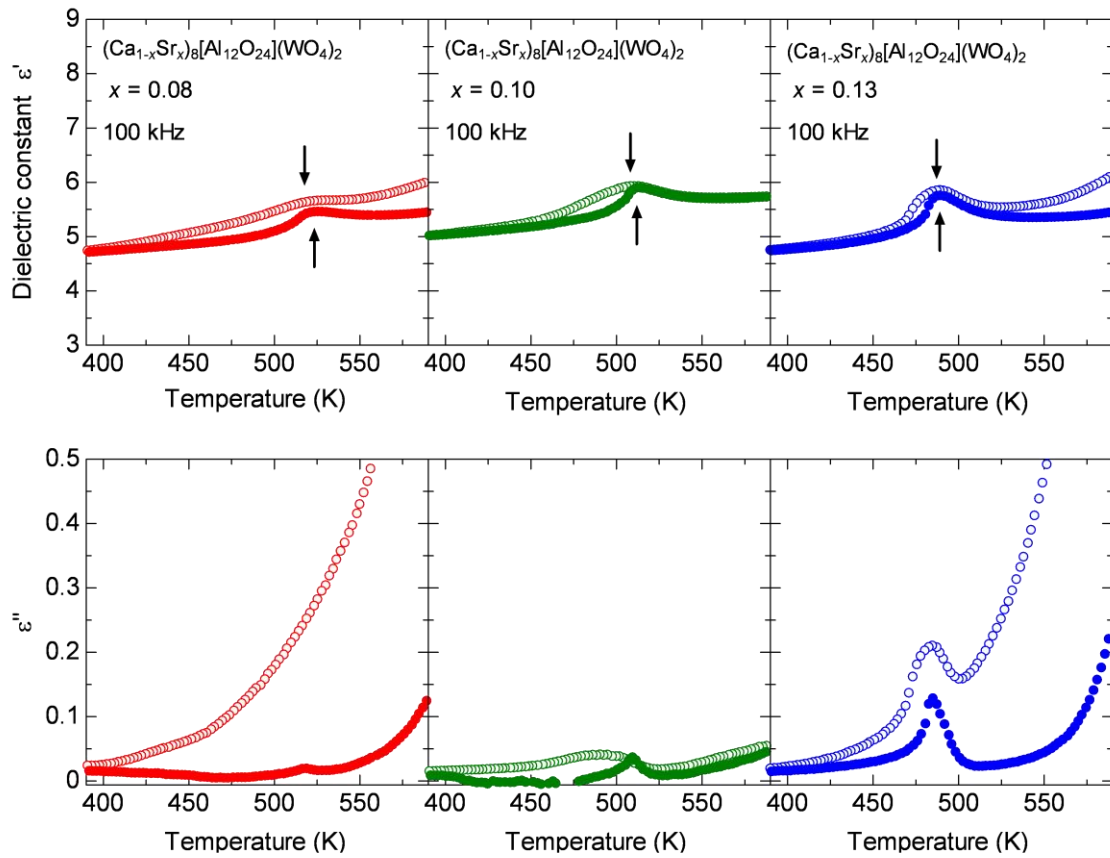 9
8
7
6
5
4
3
Dielectric constant ε'
(Ca1-xSrx)8[Al12O24](WO4)2
x = 0.08
100 kHz
(Ca1-xSrx)8[Al12O24](WO4)2
x = 0.10
100 kHz
(Ca1-xSrx)8[Al12O24](WO4)2
x = 0.13
100 kHz
400 450 500 550
400 450 500 550
400 450 500 550
Temperature (K)
Temperature (K)
Temperature (K)
0.5
0.4
0.3
0.2
0.1
0
ε''
400 450 500 550
400 450 500 550
400 450 500 550
Temperature (K)
Temperature (K)
Temperature (K)